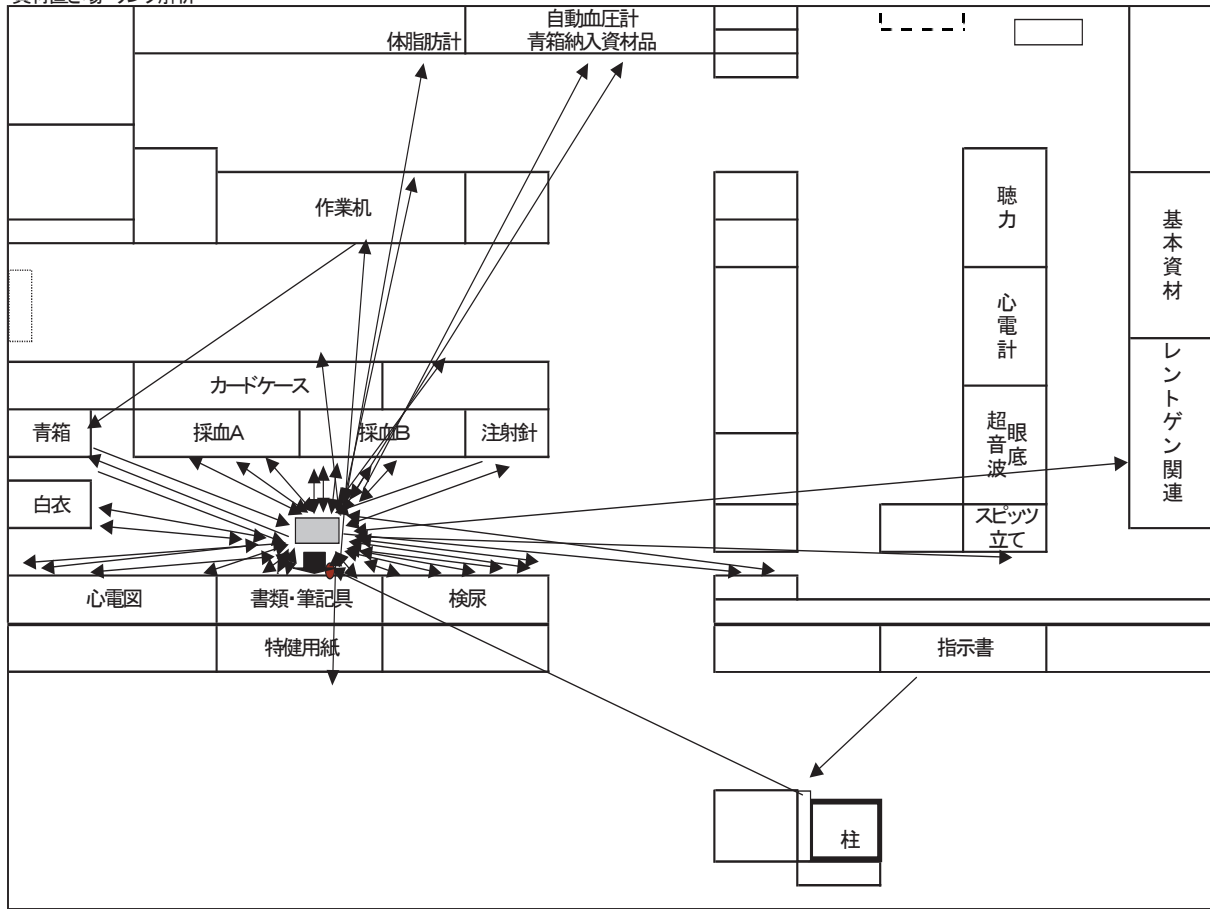 自動血圧計
体脂肪計
青箱納入資材品
作業机
聴力
基本資材
心電計
レントゲン関連
カードケース
青箱
採血A
採血B
注射針
超音波
眼底
白衣
スピッツ
立て
心電図
書類・筆記具
検尿
特健用紙
指示書
柱